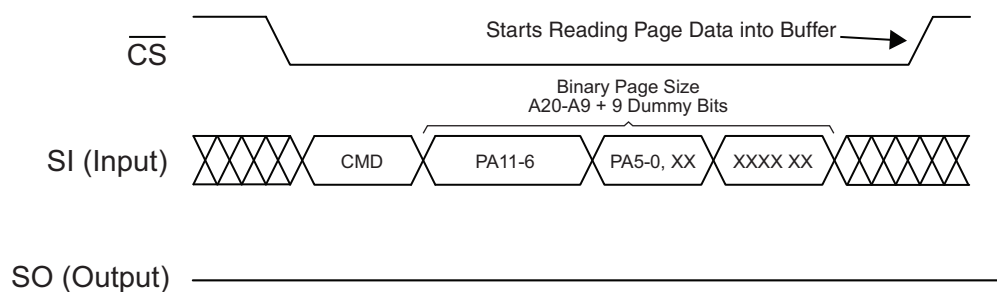 Starts Reading Page Data into Buffer
CS
Binary Page Size
A20-A9 + 9 Dummy Bits
SI (Input)
CMD
PA11-6
PA5-0, XX
XXXX XX
SO (Output)